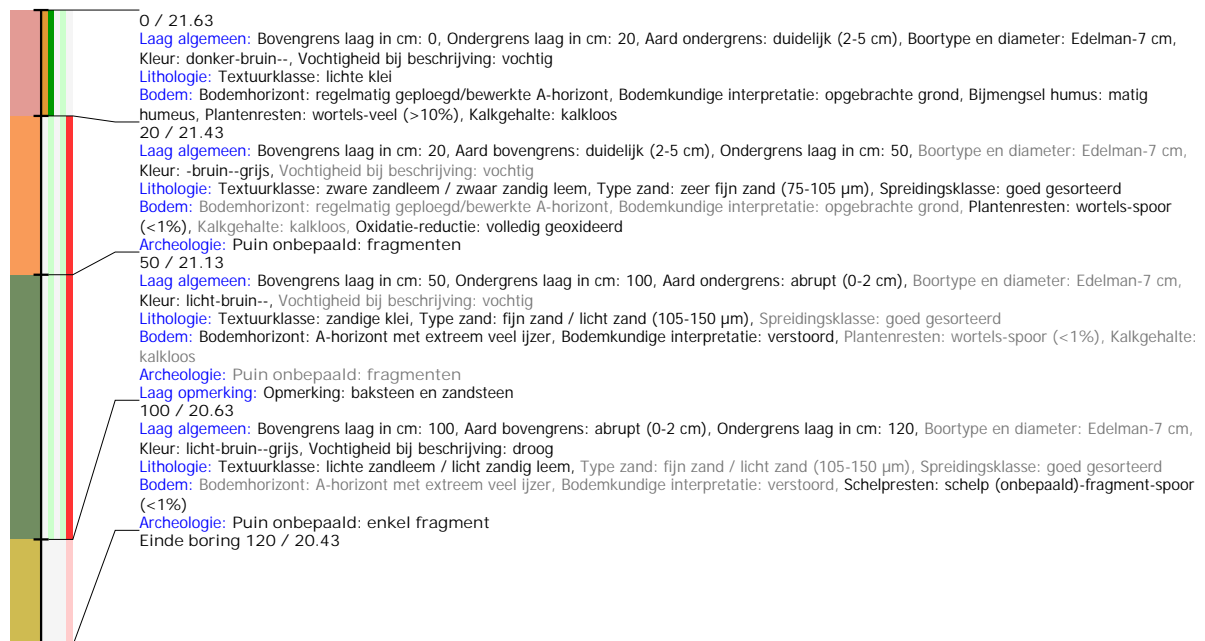 0 / 21.63
Laag algemeen: Bovengrens laag in cm: 0, Ondergrens laag in cm: 20, Aard ondergrens: duidelijk (2-5 cm), Boortype en diameter: Edelman-7 cm,
Kleur: donker-bruin--, Vochtigheid bij beschrijving: vochtig
Lithologie: Textuurklasse: lichte klei
Bodem: Bodemhorizont: regelmatig geploegd/bewerkte A-horizont, Bodemkundige interpretatie: opgebrachte grond, Bijmengsel humus: matig
humeus, Plantenresten: wortels-veel (>10%), Kalkgehalte: kalkloos
20 / 21.43
Laag algemeen: Bovengrens laag in cm: 20, Aard bovengrens: duidelijk (2-5 cm), Ondergrens laag in cm: 50, Boortype en diameter: Edelman-7 cm,
Kleur: -bruin--grijs, Vochtigheid bij beschrijving: vochtig
Lithologie: Textuurklasse: zware zandleem / zwaar zandig leem, Type zand: zeer fijn zand (75-105 µm), Spreidingsklasse: goed gesorteerd
Bodem: Bodemhorizont: regelmatig geploegd/bewerkte A-horizont, Bodemkundige interpretatie: opgebrachte grond, Plantenresten: wortels-spoor
(<1%), Kalkgehalte: kalkloos, Oxidatie-reductie: volledig geoxideerd
Archeologie: Puin onbepaald: fragmenten
50 / 21.13
Laag algemeen: Bovengrens laag in cm: 50, Ondergrens laag in cm: 100, Aard ondergrens: abrupt (0-2 cm), Boortype en diameter: Edelman-7 cm,
Kleur: licht-bruin--, Vochtigheid bij beschrijving: vochtig
Lithologie: Textuurklasse: zandige klei, Type zand: fijn zand / licht zand (105-150 µm), Spreidingsklasse: goed gesorteerd
Bodem: Bodemhorizont: A-horizont met extreem veel ijzer, Bodemkundige interpretatie: verstoord, Plantenresten: wortels-spoor (<1%), Kalkgehalte:
kalkloos
Archeologie: Puin onbepaald: fragmenten
Laag opmerking: Opmerking: baksteen en zandsteen
100 / 20.63
Laag algemeen: Bovengrens laag in cm: 100, Aard bovengrens: abrupt (0-2 cm), Ondergrens laag in cm: 120, Boortype en diameter: Edelman-7 cm,
Kleur: licht-bruin--grijs, Vochtigheid bij beschrijving: droog
Lithologie: Textuurklasse: lichte zandleem / licht zandig leem, Type zand: fijn zand / licht zand (105-150 µm), Spreidingsklasse: goed gesorteerd
Bodem: Bodemhorizont: A-horizont met extreem veel ijzer, Bodemkundige interpretatie: verstoord, Schelpresten: schelp (onbepaald)-fragment-spoor
(<1%)
Archeologie: Puin onbepaald: enkel fragment
Einde boring 120 / 20.43